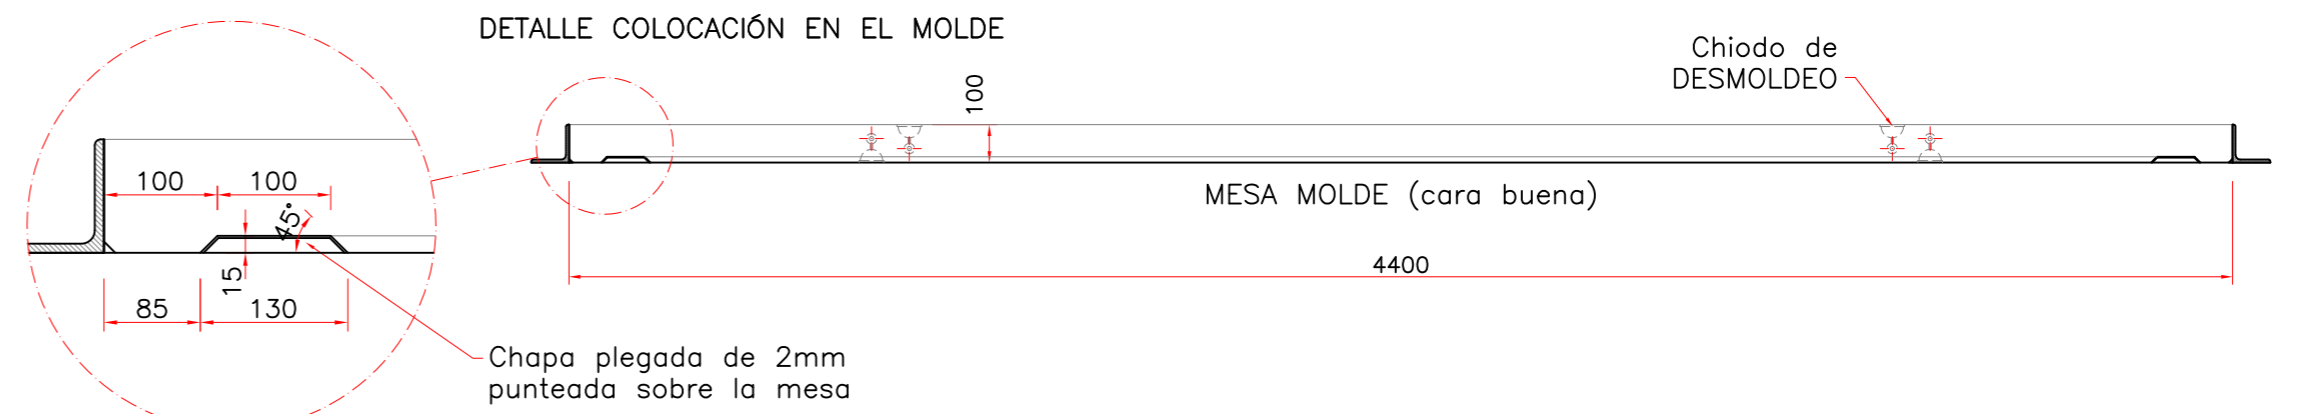 DETALLE COLOCACIÓN EN EL MOLDE
Chiodo de
DESMOLDEO
100
100
100
45°
15
85
130
MESA MOLDE (cara buena)
4400
Chapa plegada de 2mm
punteada sobre la mesa